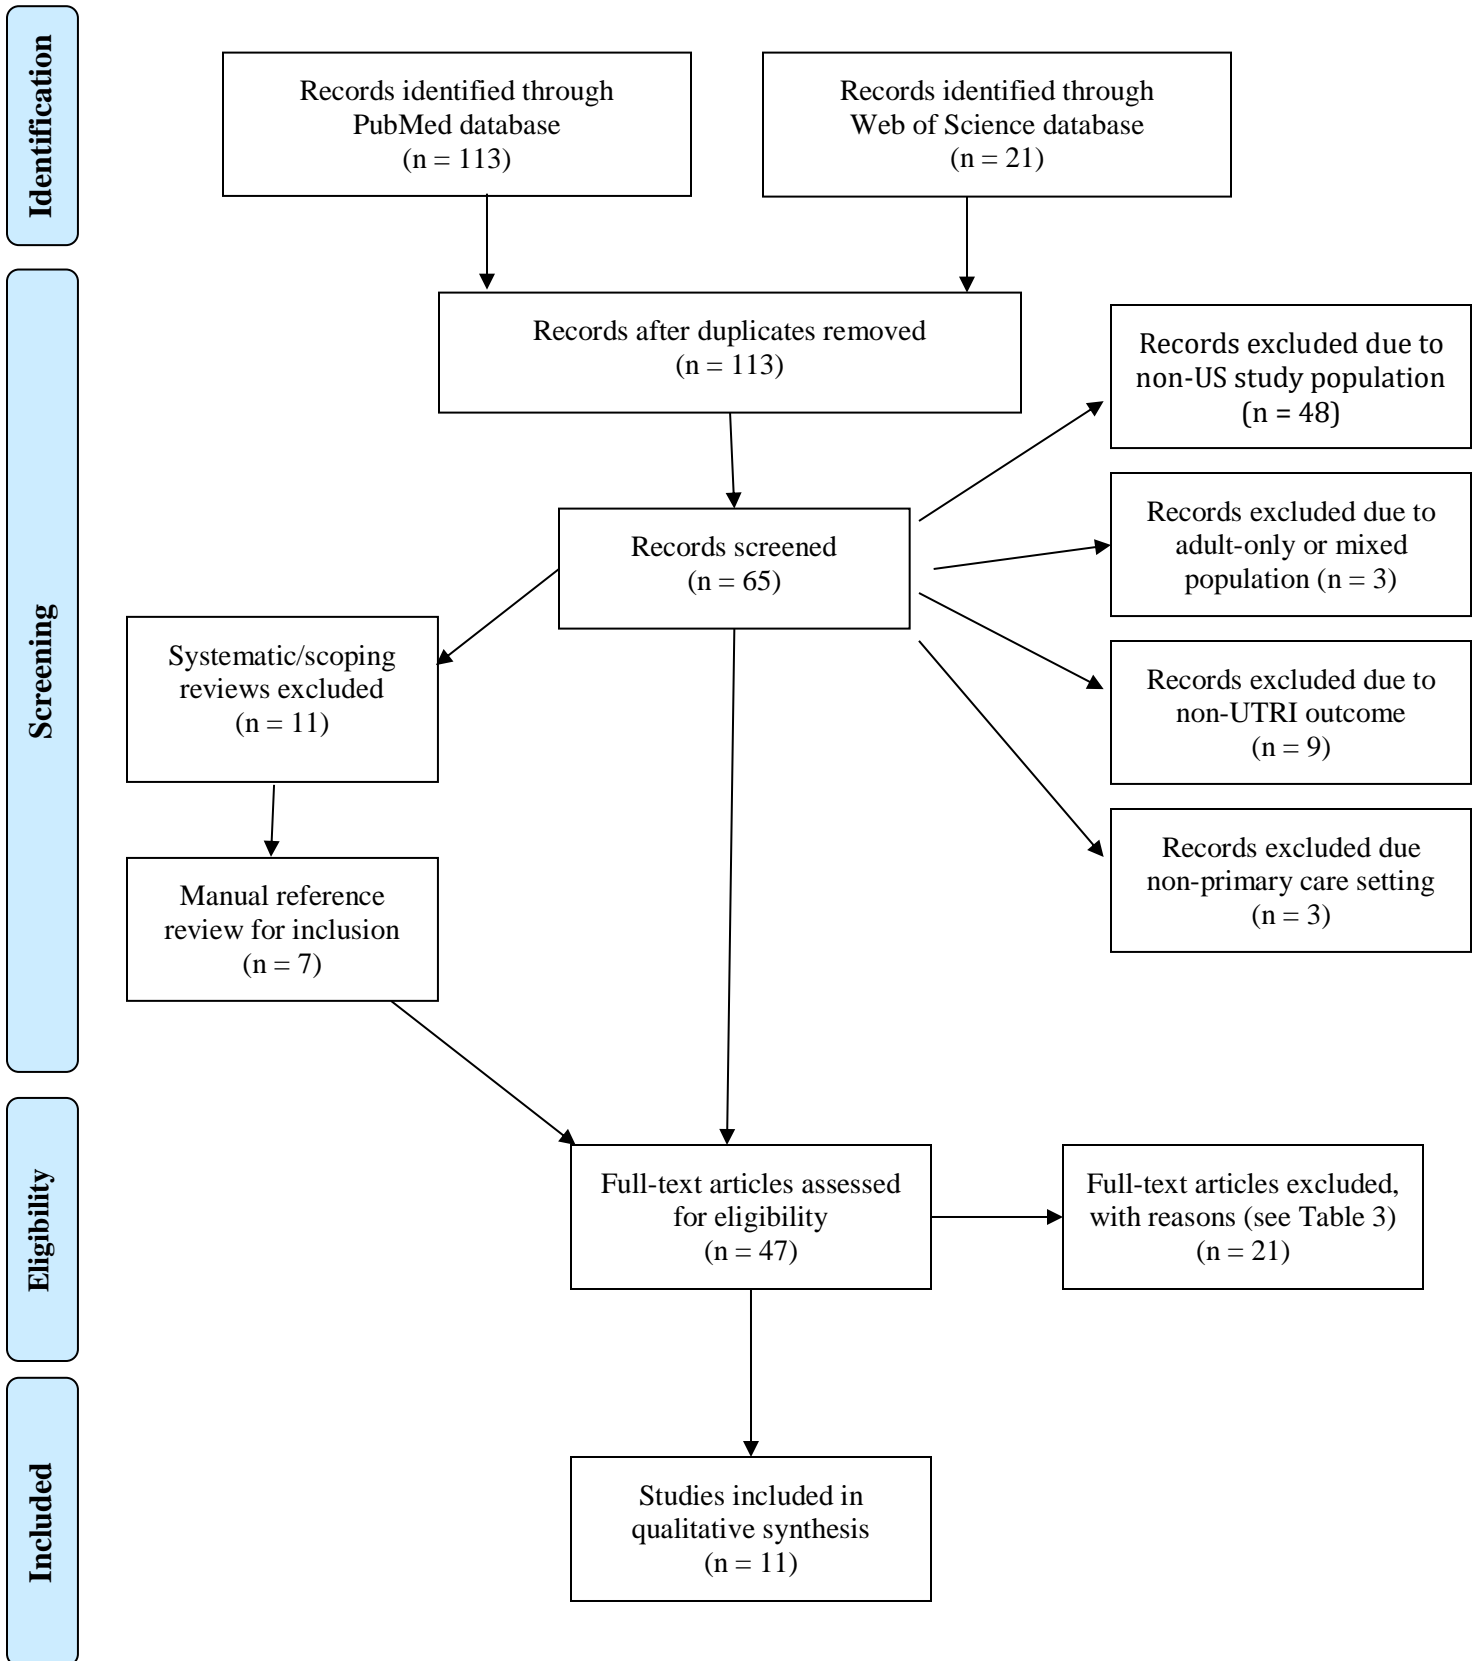 Identification
Records identified through
PubMed database
(n = 113)
Records identified through
Web of Science database
(n = 21)
Screening
Records after duplicates removed
(n = 113)
Records excluded due to
non-US study population
(n = 48)
Records screened
(n = 65)
Records excluded due to
adult-only or mixed
population (n = 3)
Systematic/scoping
reviews excluded
(n = 11)
Records excluded due to
non-UTRI outcome
(n = 9)
Manual reference
review for inclusion
(n = 7)
Records excluded due
non-primary care setting
(n = 3)
Eligibility
Full-text articles assessed
for eligibility
(n = 47)
Full-text articles excluded,
with reasons (see Table 3)
(n = 21)
Included
Studies included in
qualitative synthesis
(n = 11)